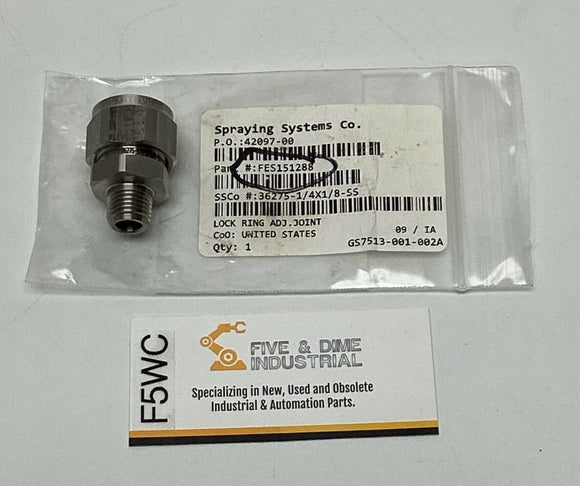 Spraying Systems Co.
P.O.:42097-00
Part #:FES151288
SSCo #:36275-1/4X1/8-SS
LOCK RING ADJ.JOINT
CoO: UNITED STATES
09 / IA
Qty: 1
GS7513-001-002A
F5WC
FIVE & DIME
INDUSTRIAL
Specializing in New, Used and Obsolete
Industrial & Automation Parts.